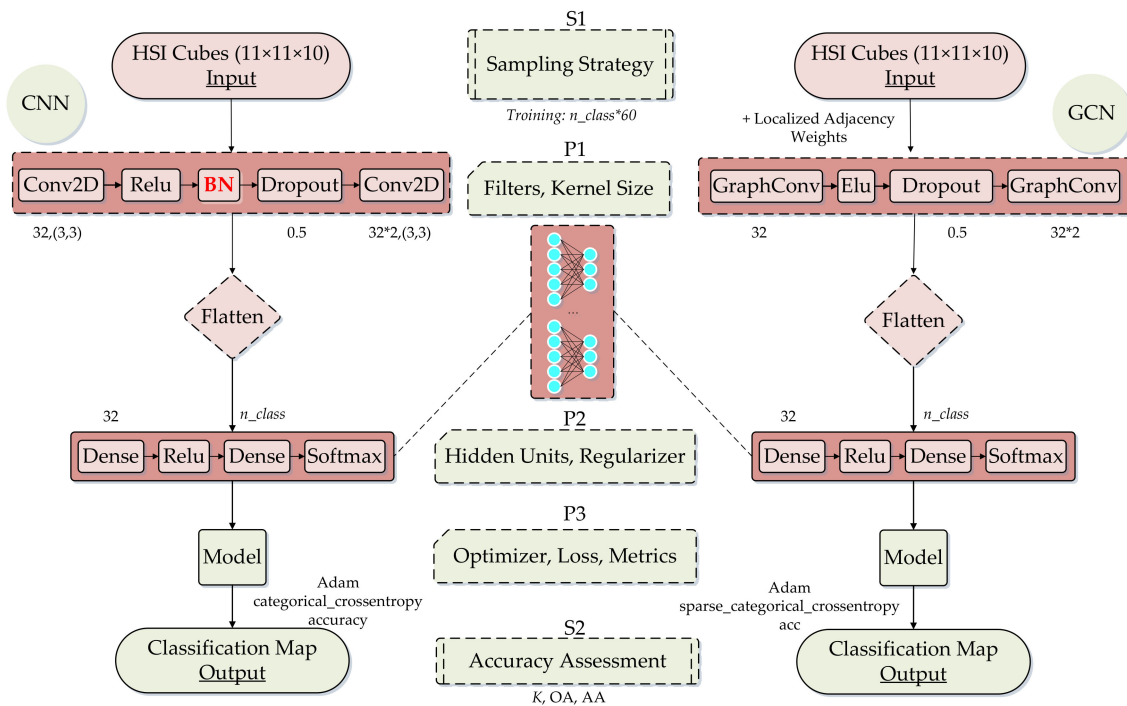 S1
HSI Cubes (11×11×10)
Input
Sampling Strategy
HSI Cubes (11×11×10)
Input
CNN
GCN
Troining: n_class*60
+ Localized Adjacency
Weights
P1
Conv2D
Relu
BN
Dropout
Conv2D
Filters, Kernel Size
GraphConv
Elu
Dropout
GraphConv
32,(3,3)
0.5
32*2,(3,3)
32
0.5
32*2
Flatten
...
Flatten
32
n_class
P2
32
n_class
Dense
Relu
Dense
Softmax
Hidden Units, Regularizer
Dense
Relu
Dense
Softmax
P3
Model
Optimizer, Loss, Metrics
Model
Adam
categorical_crossentropy
accuracy
Adam
sparse_categorical_crossentropy
acc
S2
Classification Map
Output
Accuracy Assessment
Classification Map
Output
K, OA, AA